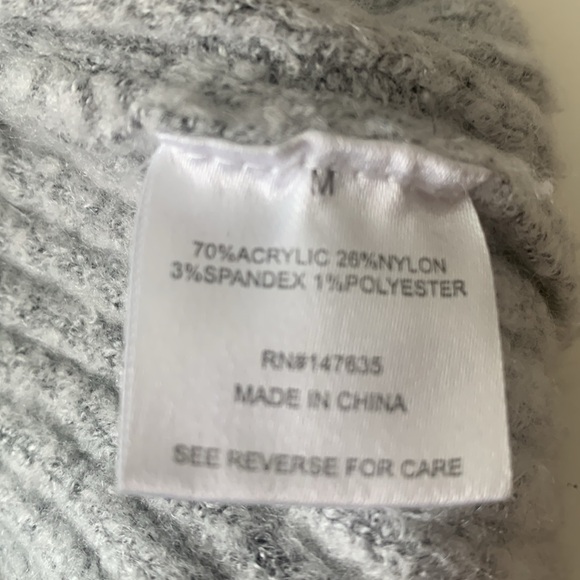 M
70%ACRYLIC 26%NYLON
3%SPANDEX 1%POLYESTER
RN#147635
MADE IN CHINA
SEE REVERSE FOR CARE